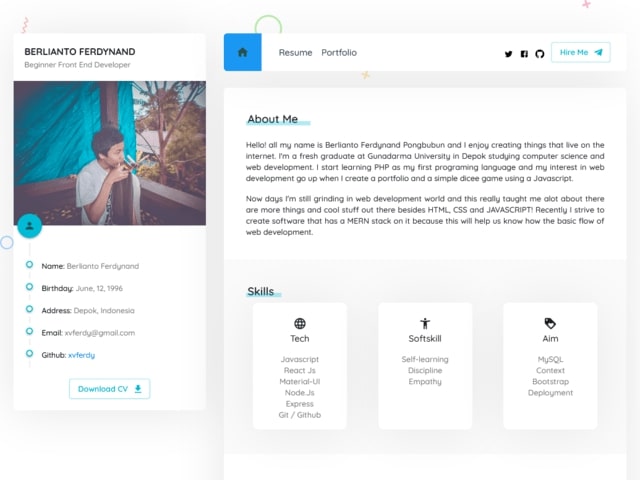 BERLIANTO FERDYNAND
Beginner Front End Developer
Name: Berlianto Ferdynand
Birthday: June, 12, 1996
Address: Depok, Indonesia
Email: xvferdy@gmail.com
Github: xvferdy
Download CV
Resume Portfolio
Hire Me
About Me
Hello! all my name is Berlianto Ferdynand Pongbubun and I enjoy creating things that live on the
internet. I'm a fresh graduate at Gunadarma University in Depok studying computer science and
web development. I start learning PHP as my first programing language and my interest in web
development go up when I create a portfolio and a simple dicee game using a Javascript.
Now days I'm still grinding in web development world and this really taught me alot about there
are more things and cool stuff out there besides HTML, CSS and JAVASCRIPT! Recently I strive to
create software that has a MERN stack on it because this will help us know how the basic flow of
web development.
Skills
Tech
Javascript
React Js
Material-UI
Node.Js
Express
Git / Github
Softskill
Self-learning
Discipline
Empathy
Aim
MySQL
Context
Bootstrap
Deployment